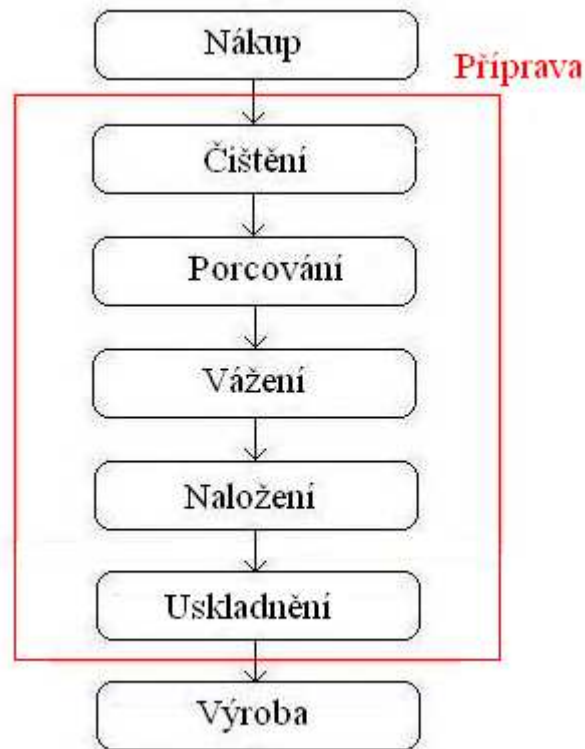 Nákup
Příprava
Čištění
Porcování
Vážení
Naložení
Uskladnění
Výroba